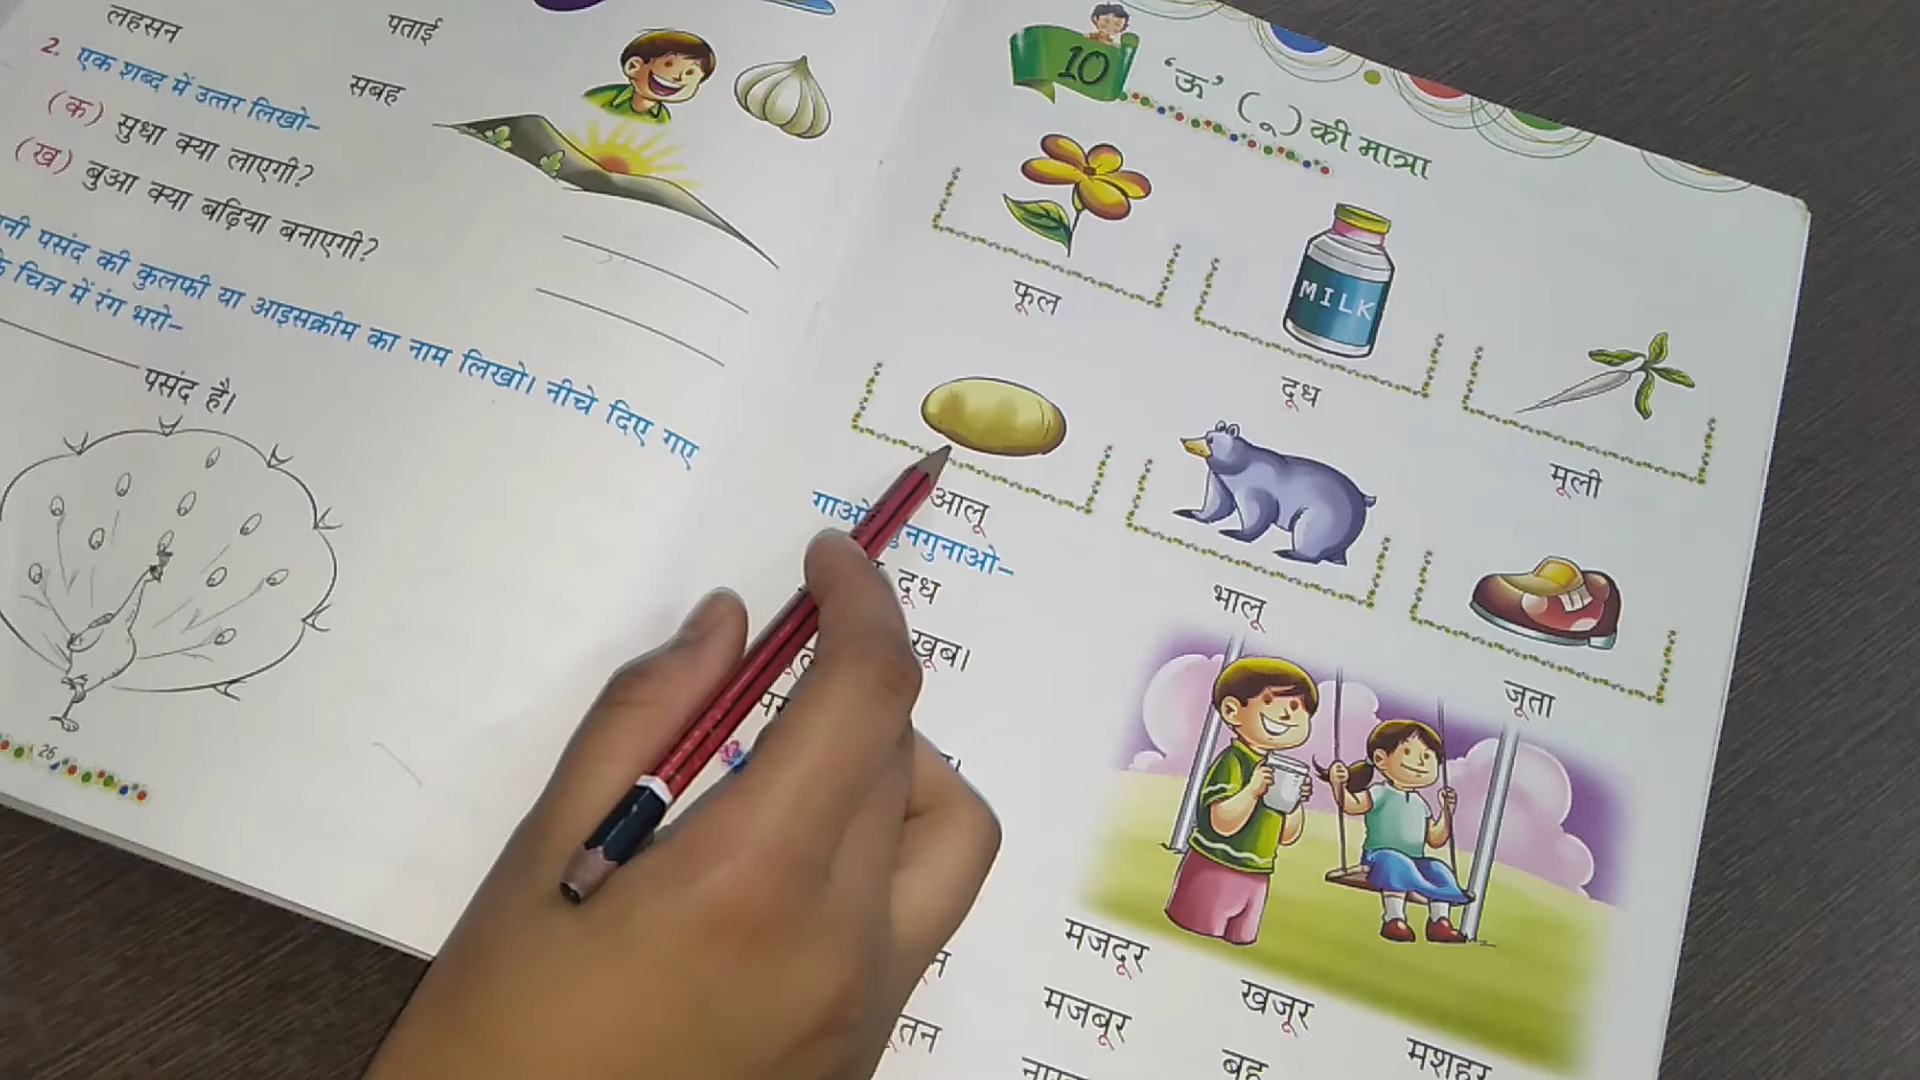 लहसन
पताई
सबह
2. एक शब्द में उत्तर लिखो–
(क) सुधा क्या लाएगी?
(ख) बुआ क्या बढ़िया बनाएगी?
पसंद की कुलफी या आइसक्रीम का नाम लिखो। नीचे दिए गए
चित्र में रंग भरो–
पसंद है।
26
10
‘ऊ’ (ू) की मात्रा
फूल
MILK
दूध
मूली
आलू
भालू
जूता
गाओ
गुनगुनाओ–
दूध
खूब।
मजदूर
खजूर
मजबूर